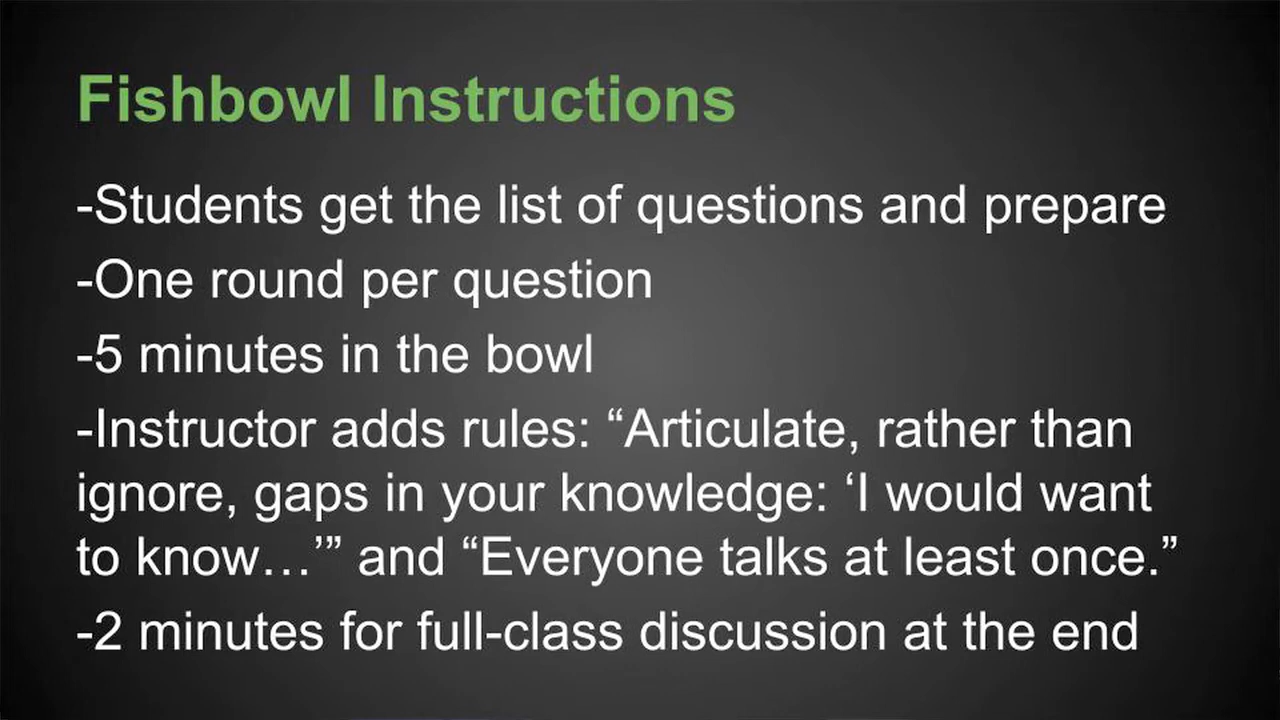 Fishbowl Instructions
-Students get the list of questions and prepare
-One round per question
-5 minutes in the bowl
-Instructor adds rules: “Articulate, rather than
ignore, gaps in your knowledge: ‘I would want
to know…’” and “Everyone talks at least once.”
-2 minutes for full-class discussion at the end